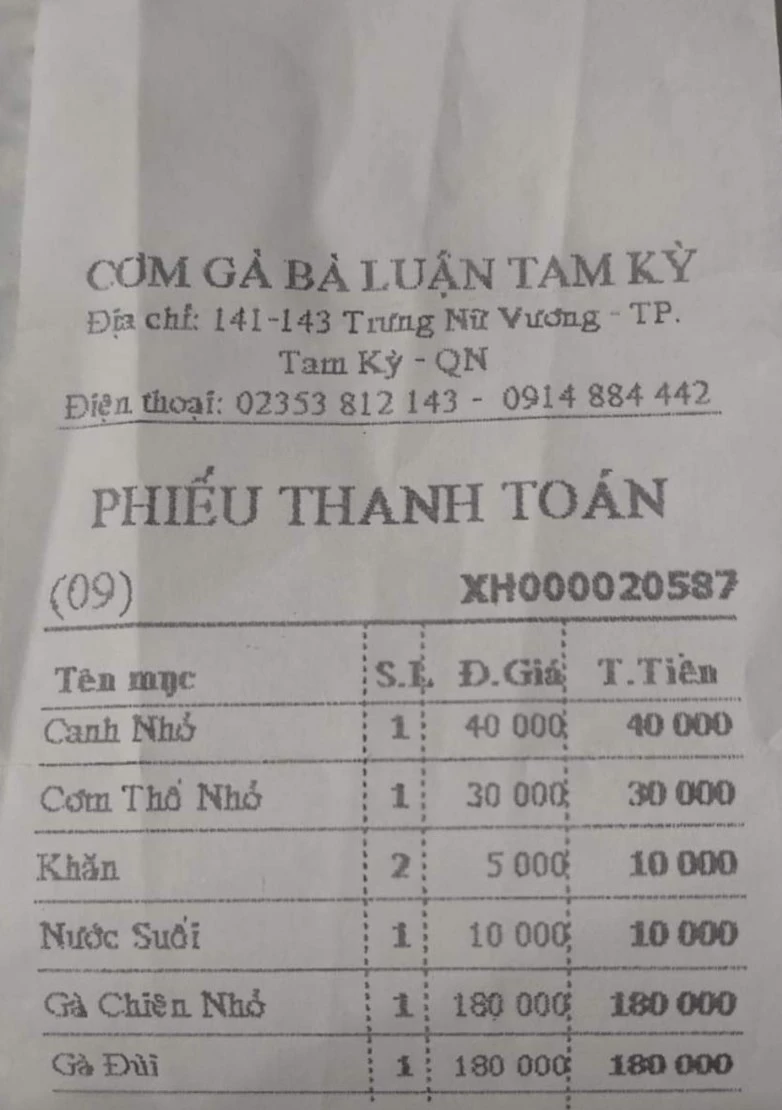 CƠM GÀ BÀ LUẬN TAM KỲ
Địa chỉ: 141-143 Trưng Nữ Vương - TP.
Tam Kỳ - QN
Điện thoại: 02353 812 143 - 0914 884 442
PHIẾU THANH TOÁN
(09) XH000020587
Tên mục S.L Đ.Giá T.Tiền
Canh Nhỏ 1 40 000 40 000
Cơm Thố Nhỏ 1 30 000 30 000
Khăn 2 5 000 10 000
Nước Suối 1 10 000 10 000
Gà Chiên Nhỏ 1 180 000 180 000
Gà Đùi 1 180 000 180 000